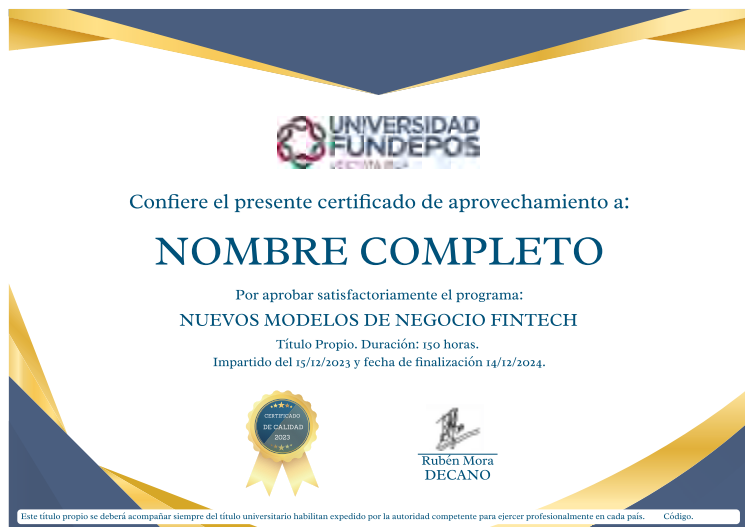 UNIVERSIDAD
FUNDEPOS
Confiere el presente certificado de aprovechamiento a:
NOMBRE COMPLETO
Por aprobar satisfactoriamente el programa:
NUEVOS MODELOS DE NEGOCIO FINTECH
Título Propio. Duración: 150 horas.
Impartido del 15/12/2023 y fecha de finalización 14/12/2024.
CERTIFICADO
DE CALIDAD
2023
Rubén Mora
DECANO
Este título propio se deberá acompañar siempre del título universitario habilitan expedido por la autoridad competente para ejercer profesionalmente en cada país. Código.